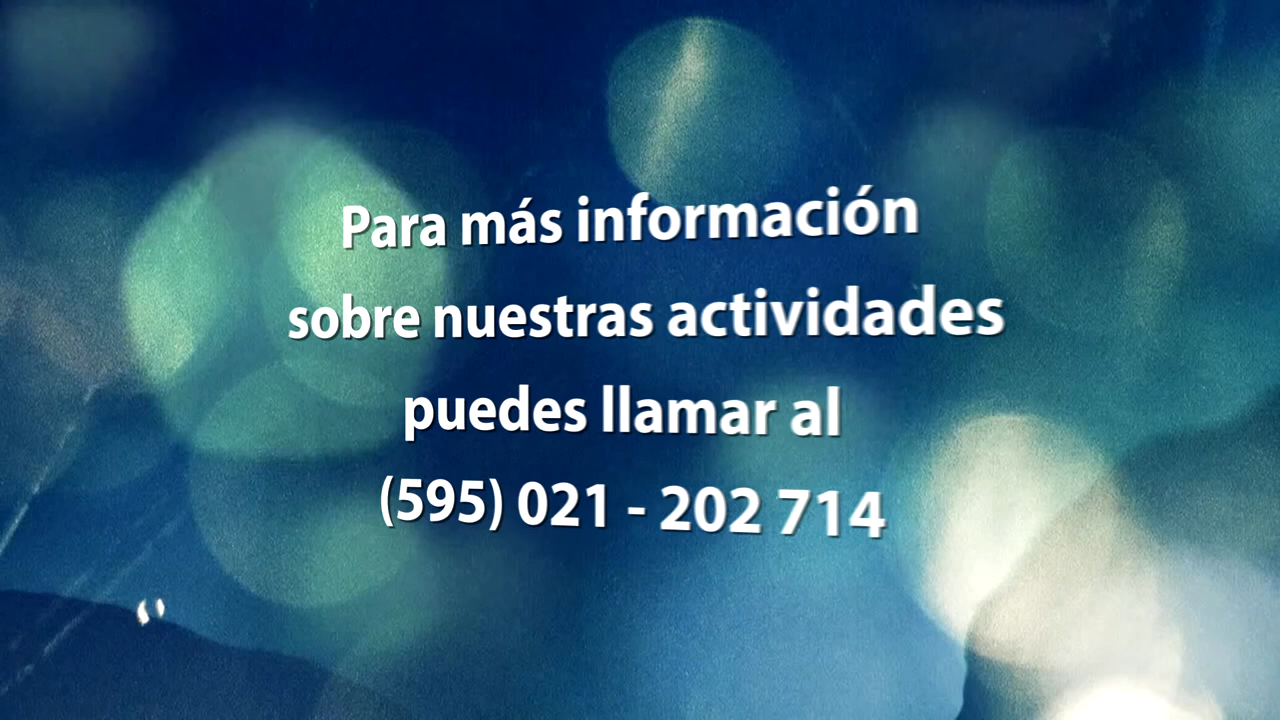 Para más información
sobre nuestras actividades
puedes llamar al
(595) 021 - 202 714